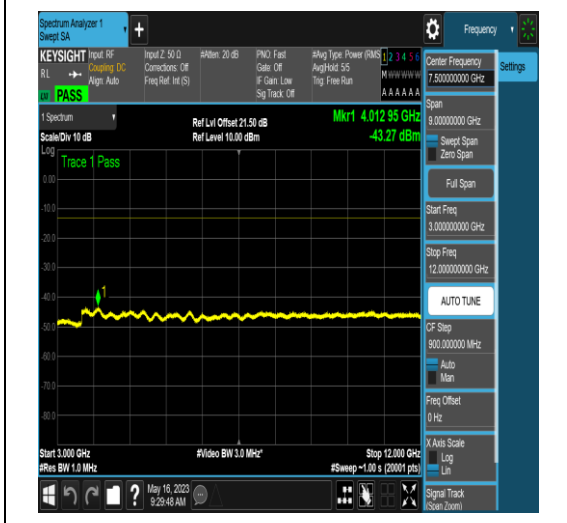 Spectrum Analyzer 1
Swept SA
Frequency
KEYSIGHT
RL
PASS
Input: RF
Coupling: DC
Align: Auto
Input Z: 50 Ω
Corrections: Off
Freq Ref: Int (S)
#Atten: 20 dB
PNO: Fast
Gate: Off
IF Gain: Low
Sig Track: Off
#Avg Type: Power (RMS
Avg|Hold: 5/5
Trig: Free Run
1 2 3 4 5 6
M W W W W W
A A A A A A
1 Spectrum
Scale/Div 10 dB
Ref Lvl Offset 21.50 dB
Ref Level 10.00 dBm
Mkr1 4.012 95 GHz
-43.27 dBm
Log
Trace 1 Pass
0.00
-10.0
-20.0
-30.0
-40.0
-50.0
-60.0
-70.0
-80.0
1
Start 3.000 GHz
#Res BW 1.0 MHz
#Video BW 3.0 MHz*
Stop 12.000 GHz
#Sweep ~1.00 s (20001 pts)
May 16, 2023
9:29:48 AM
Center Frequency
7.500000000 GHz
Settings
Span
9.00000000 GHz
Swept Span
Zero Span
Full Span
Start Freq
3.000000000 GHz
Stop Freq
12.000000000 GHz
AUTO TUNE
CF Step
900.000000 MHz
Auto
Man
Freq Offset
0 Hz
X Axis Scale
Log
Lin
Signal Track
(Span Zoom)